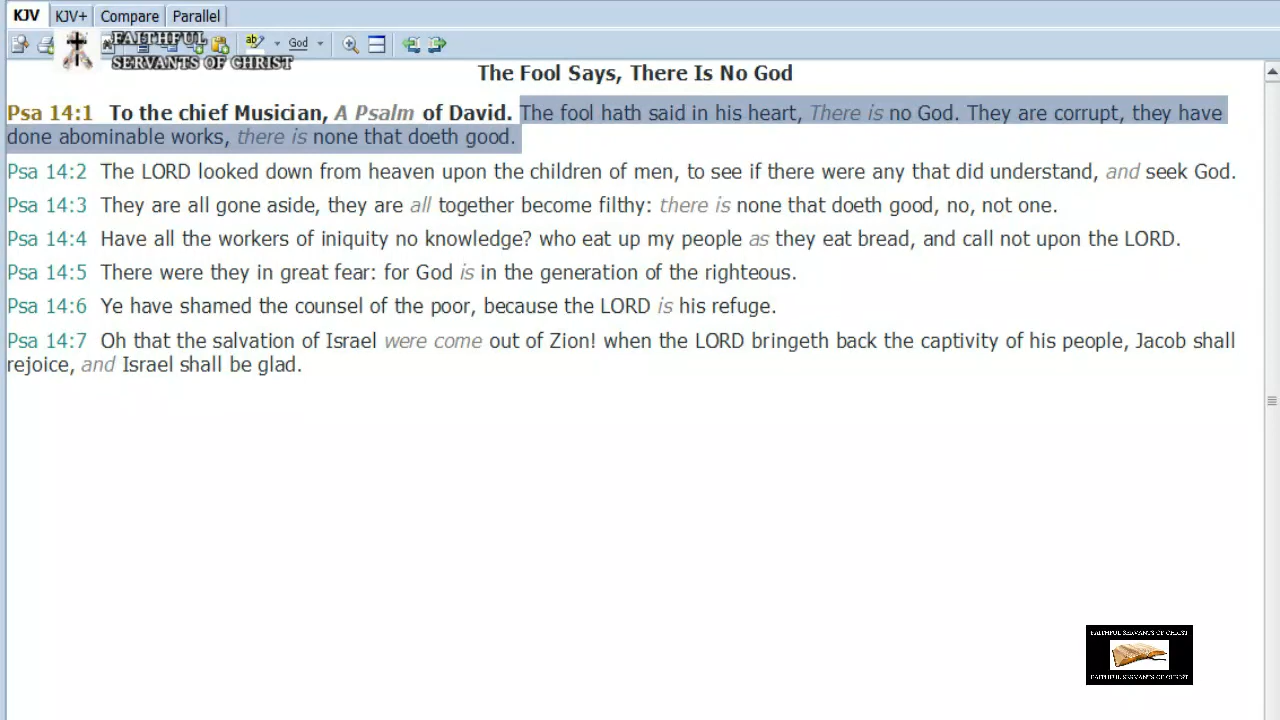 KJV KJV+ Compare Parallel
FAITHFUL
SERVANTS OF CHRIST
God
The Fool Says, There Is No God
Psa 14:1 To the chief Musician, A Psalm of David. The fool hath said in his heart, There is no God. They are corrupt, they have
done abominable works, there is none that doeth good.
Psa 14:2 The LORD looked down from heaven upon the children of men, to see if there were any that did understand, and seek God.
Psa 14:3 They are all gone aside, they are all together become filthy: there is none that doeth good, no, not one.
Psa 14:4 Have all the workers of iniquity no knowledge? who eat up my people as they eat bread, and call not upon the LORD.
Psa 14:5 There were they in great fear: for God is in the generation of the righteous.
Psa 14:6 Ye have shamed the counsel of the poor, because the LORD is his refuge.
Psa 14:7 Oh that the salvation of Israel were come out of Zion! when the LORD bringeth back the captivity of his people, Jacob shall
rejoice, and Israel shall be glad.
FAITHFUL SERVANTS OF CHRIST
FAITHFUL SERVANTS OF CHRIST